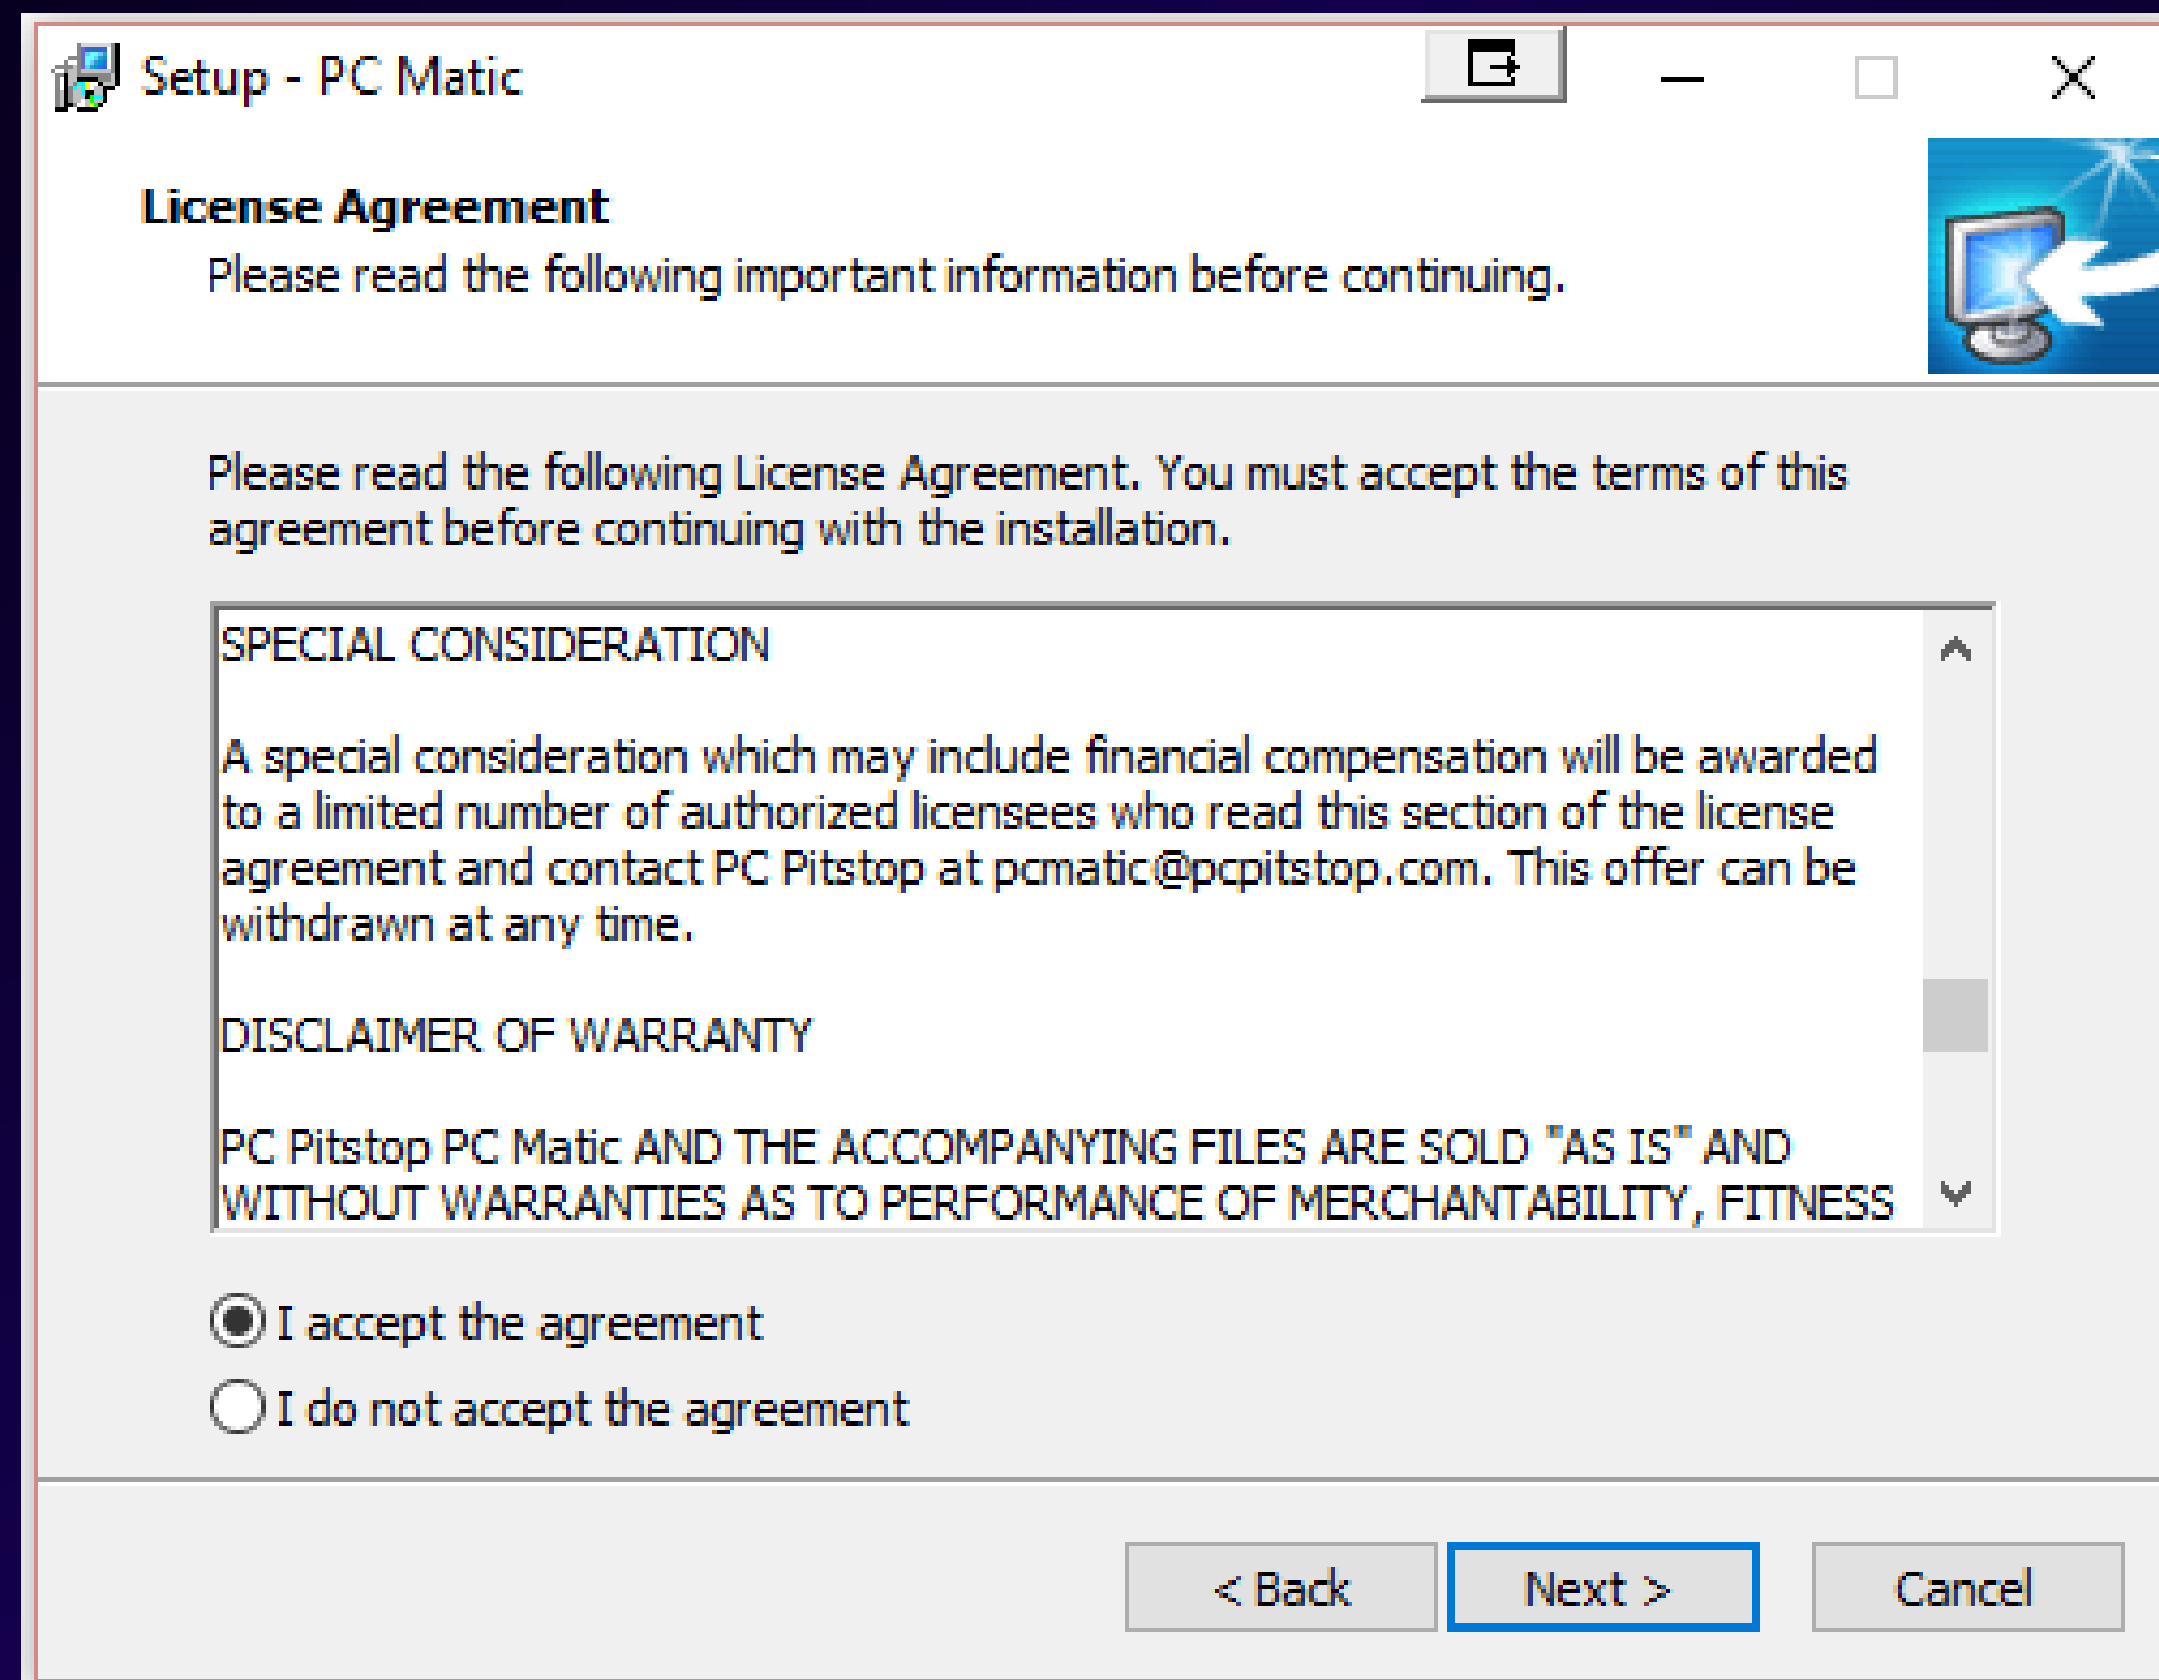 Setup - PC Matic
License Agreement
Please read the following important information before continuing.
Please read the following License Agreement. You must accept the terms of this
agreement before continuing with the installation.
SPECIAL CONSIDERATION
A special consideration which may include financial compensation will be awarded
to a limited number of authorized licensees who read this section of the license
agreement and contact PC Pitstop at pcmatic@pcpitstop.com. This offer can be
withdrawn at any time.
DISCLAIMER OF WARRANTY
PC Pitstop PC Matic AND THE ACCOMPANYING FILES ARE SOLD "AS IS" AND
WITHOUT WARRANTIES AS TO PERFORMANCE OF MERCHANTABILITY, FITNESS
I accept the agreement
I do not accept the agreement
< Back Next > Cancel